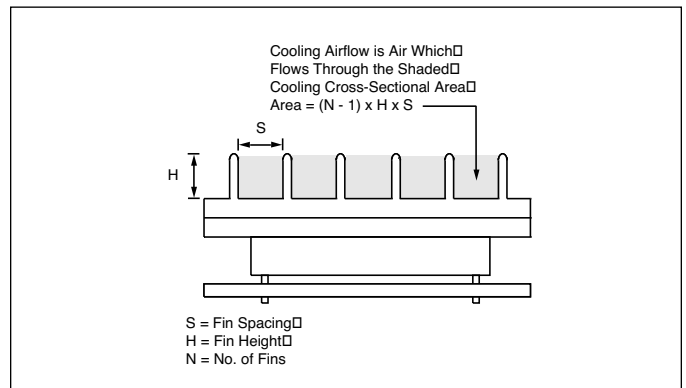 Cooling Airflow is Air Which□
Flows Through the Shaded□
Cooling Cross-Sectional Area□
Area = (N - 1) x H x S
S
H
S = Fin Spacing□
H = Fin Height□
N = No. of Fins